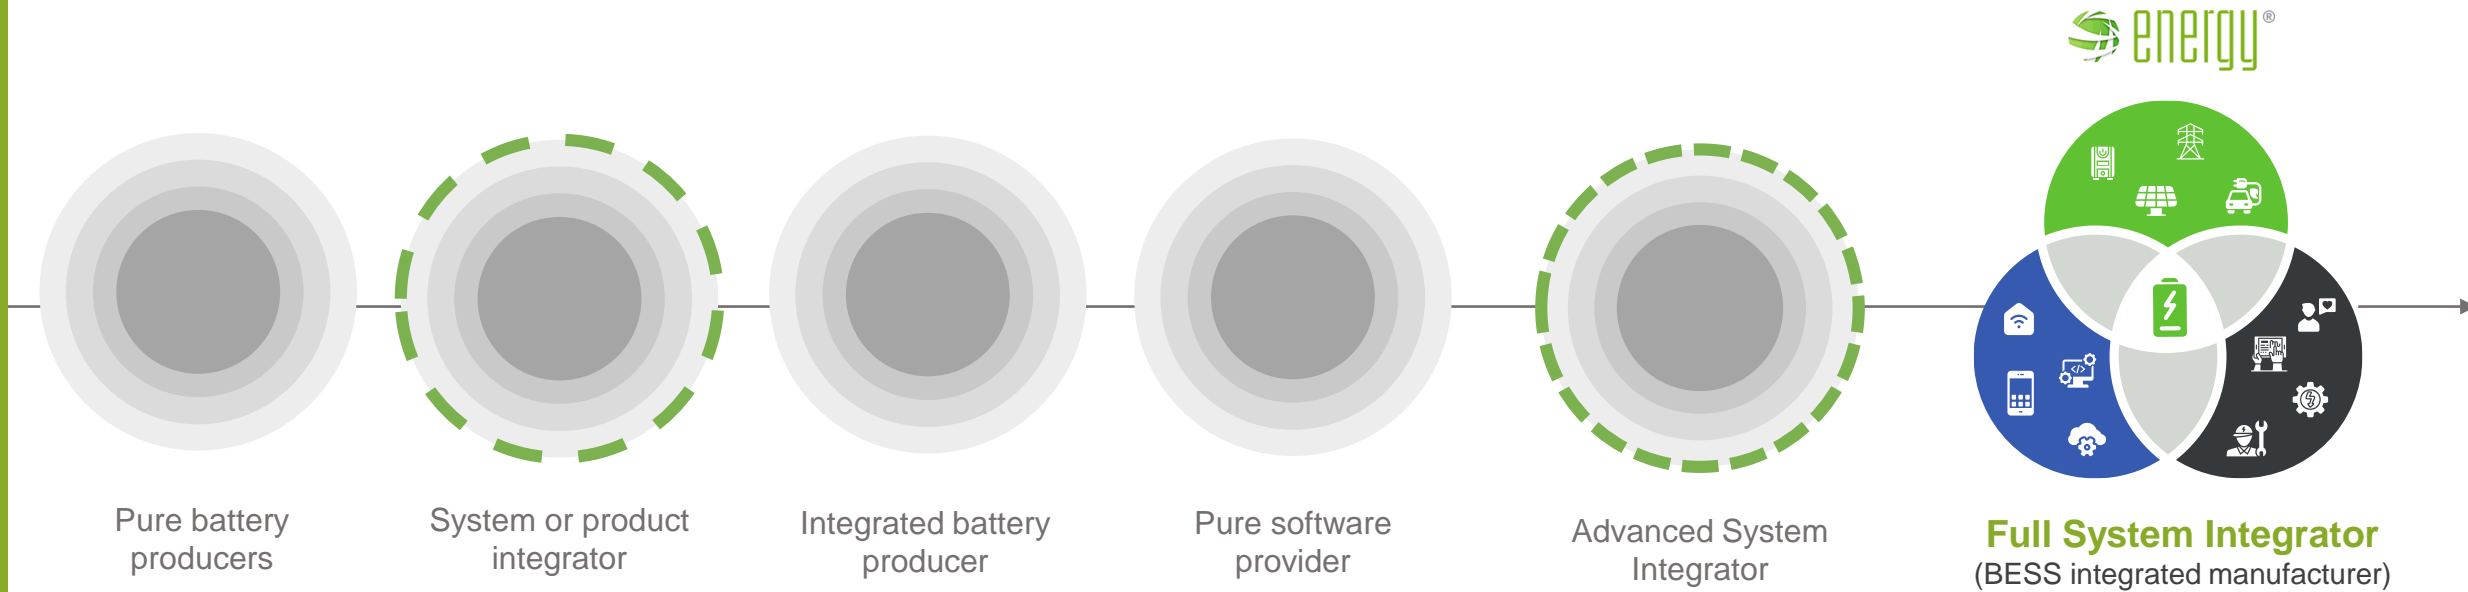 energy®
Pure battery
producers
System or product
integrator
Integrated battery
producer
Pure software
provider
Advanced System
Integrator
Full System Integrator
(BESS integrated manufacturer)